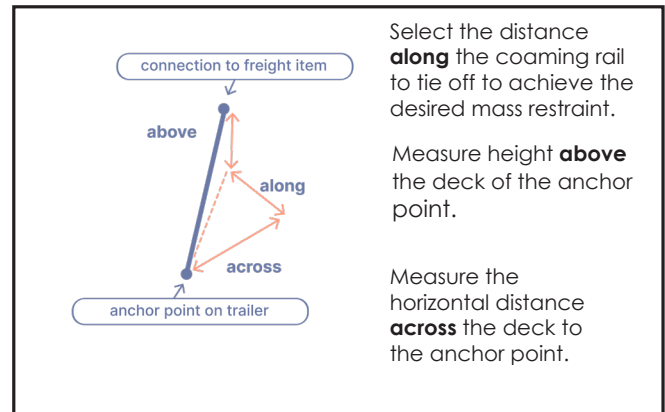 connection to freight item
above
along
across
anchor point on trailer
Select the distance
along the coaming rail
to tie off to achieve the
desired mass restraint.
Measure height above
the deck of the anchor
point.
Measure the
horizontal distance
across the deck to
the anchor point.